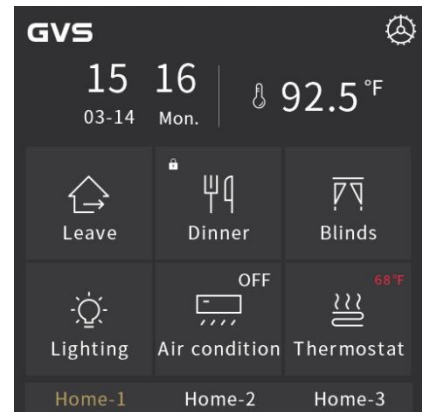 GVS
15 16
92.5 °F
03-14 Mon.
Leave Dinner Blinds
OFF 68°F
Lighting Air condition Thermostat
Home-1 Home-2 Home-3